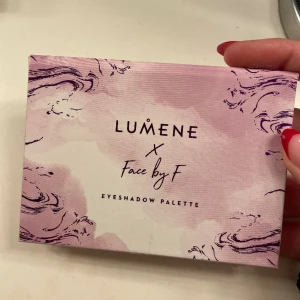 LUMENE
X
Face by F
EYESHADOW PALETTE